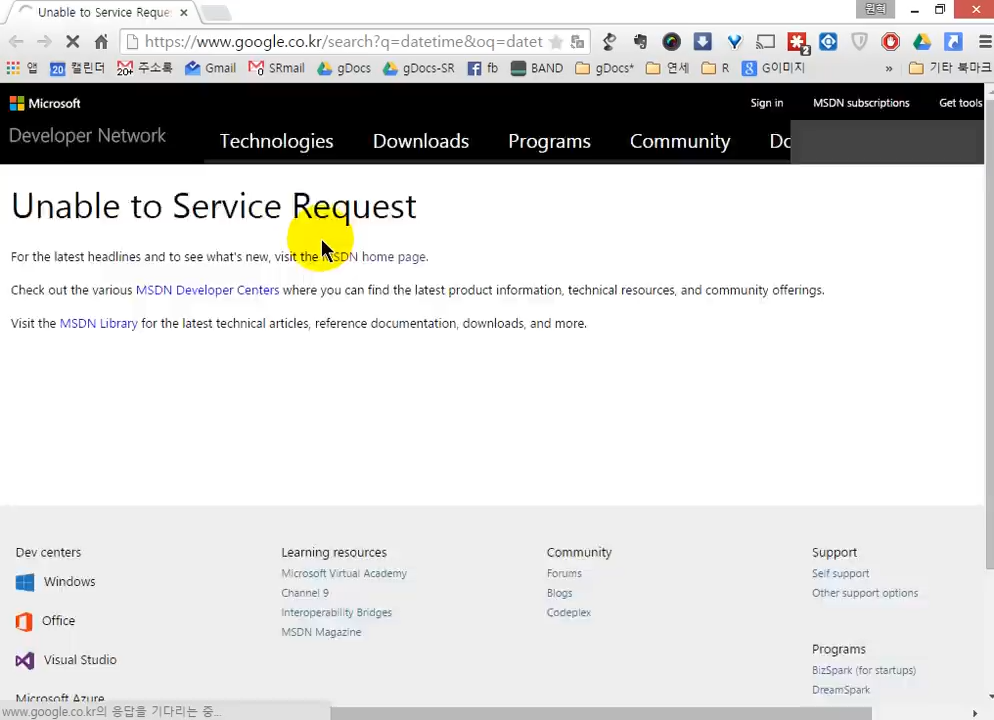 Unable to Service Reque
원혁
https://www.google.co.kr/search?q=datetime&oq=datet
앱 20 캘린더 20+ 주소록 Gmail SRmail gDocs gDocs-SR fb BAND gDocs* 연세 R G이미지 » 기타 북마크
Microsoft
Sign in MSDN subscriptions Get tools
Developer Network
Technologies Downloads Programs Community Dc
Unable to Service Request
For the latest headlines and to see what's new, visit the MSDN home page.
Check out the various MSDN Developer Centers where you can find the latest product information, technical resources, and community offerings.
Visit the MSDN Library for the latest technical articles, reference documentation, downloads, and more.
Dev centers
Windows
Office
Visual Studio
Microsoft Azure
Learning resources
Microsoft Virtual Academy
Channel 9
Interoperability Bridges
MSDN Magazine
Community
Forums
Blogs
Codeplex
Support
Self support
Other support options
Programs
BizSpark (for startups)
DreamSpark
www.google.co.kr의 응답을 기다리는 중...